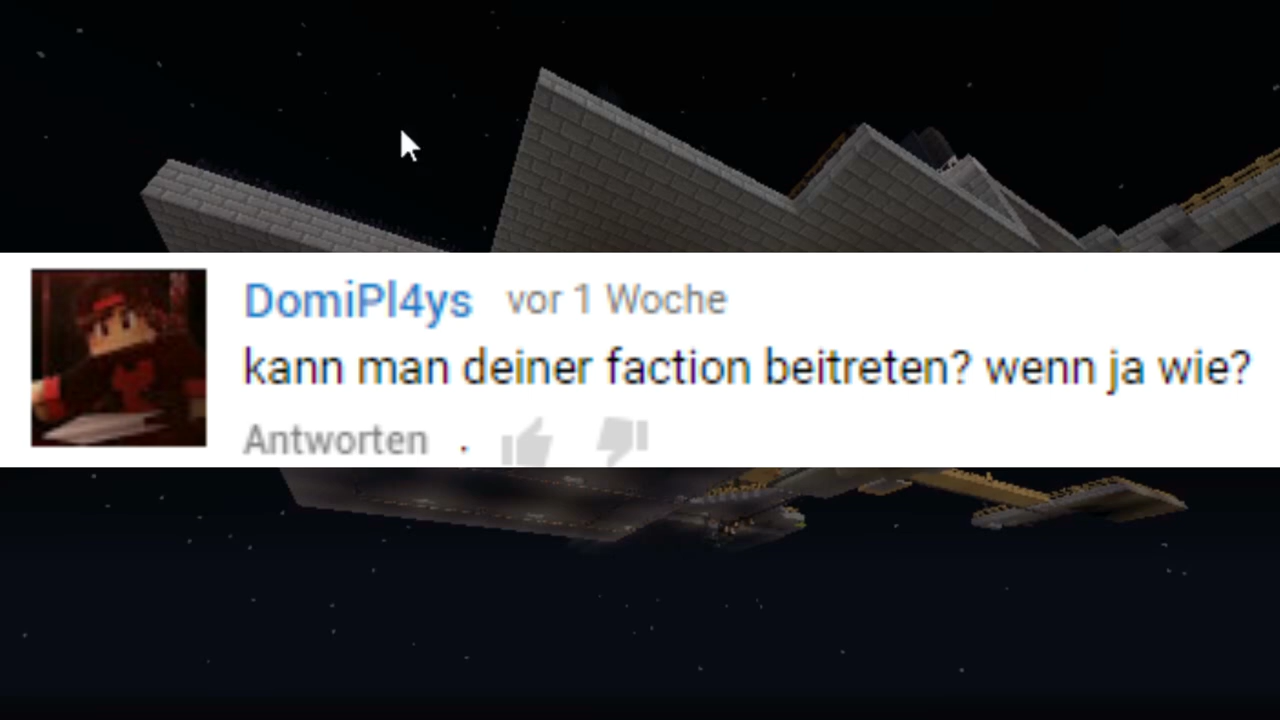 DomiPl4ys vor 1 Woche
kann man deiner faction beitreten? wenn ja wie?
Antworten .